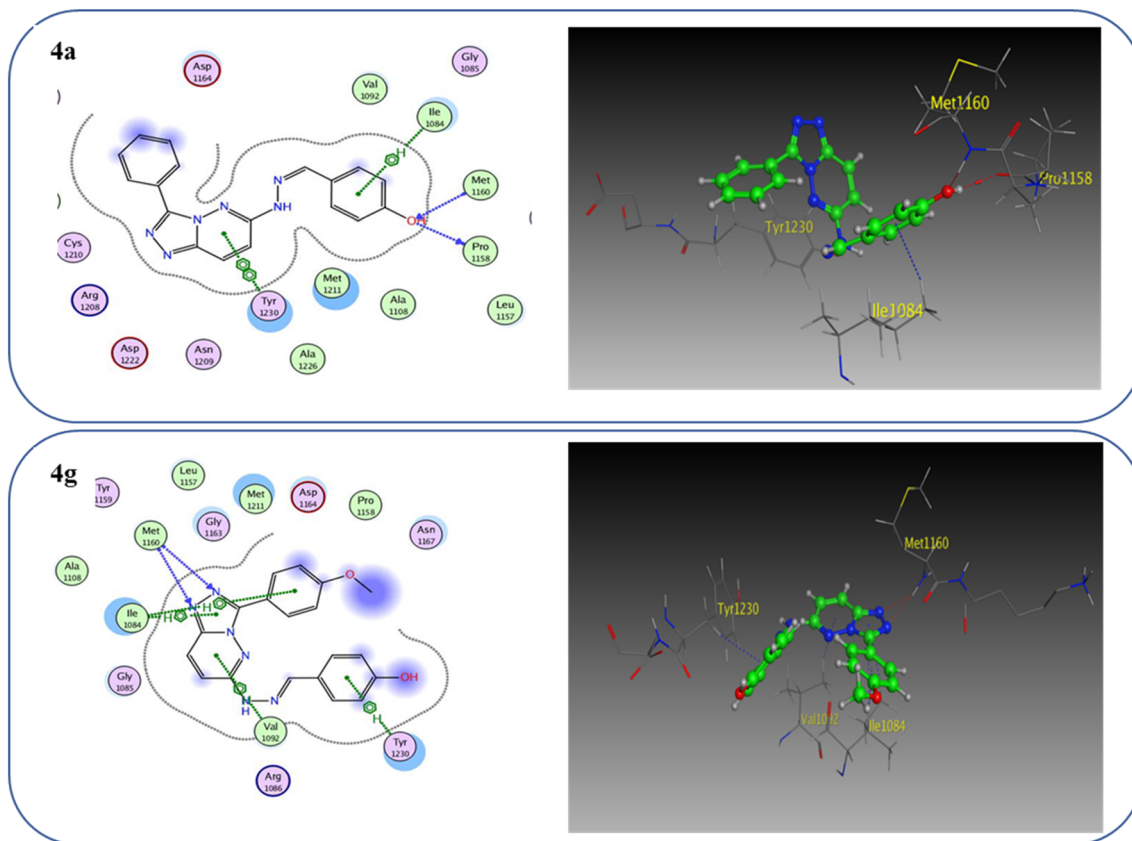 4a
Asp
1164
Gly
1085
Val
1092
Ile
1084
H
Met
1160
N
NH
N
N
N
N
Pro
1158
Cys
1210
Met
1211
Ala
1108
Leu
1157
Tyr
1230
Arg
1208
Asp
1222
Asn
1209
Ala
1226
Met1160
Pro1158
Tyr1230
Ile1084
4g
Leu
1157
Tyr
1159
Met
1211
Asp
1164
Pro
1158
Met
1160
Gly
1163
Asn
1167
Ala
1108
O
N
Ile
1084
H
H
N
N
Gly
1085
OH
N
N
H
H
Val
1092
Tyr
1230
Arg
1086
Met1160
Tyr1230
Val1092
Ile1084